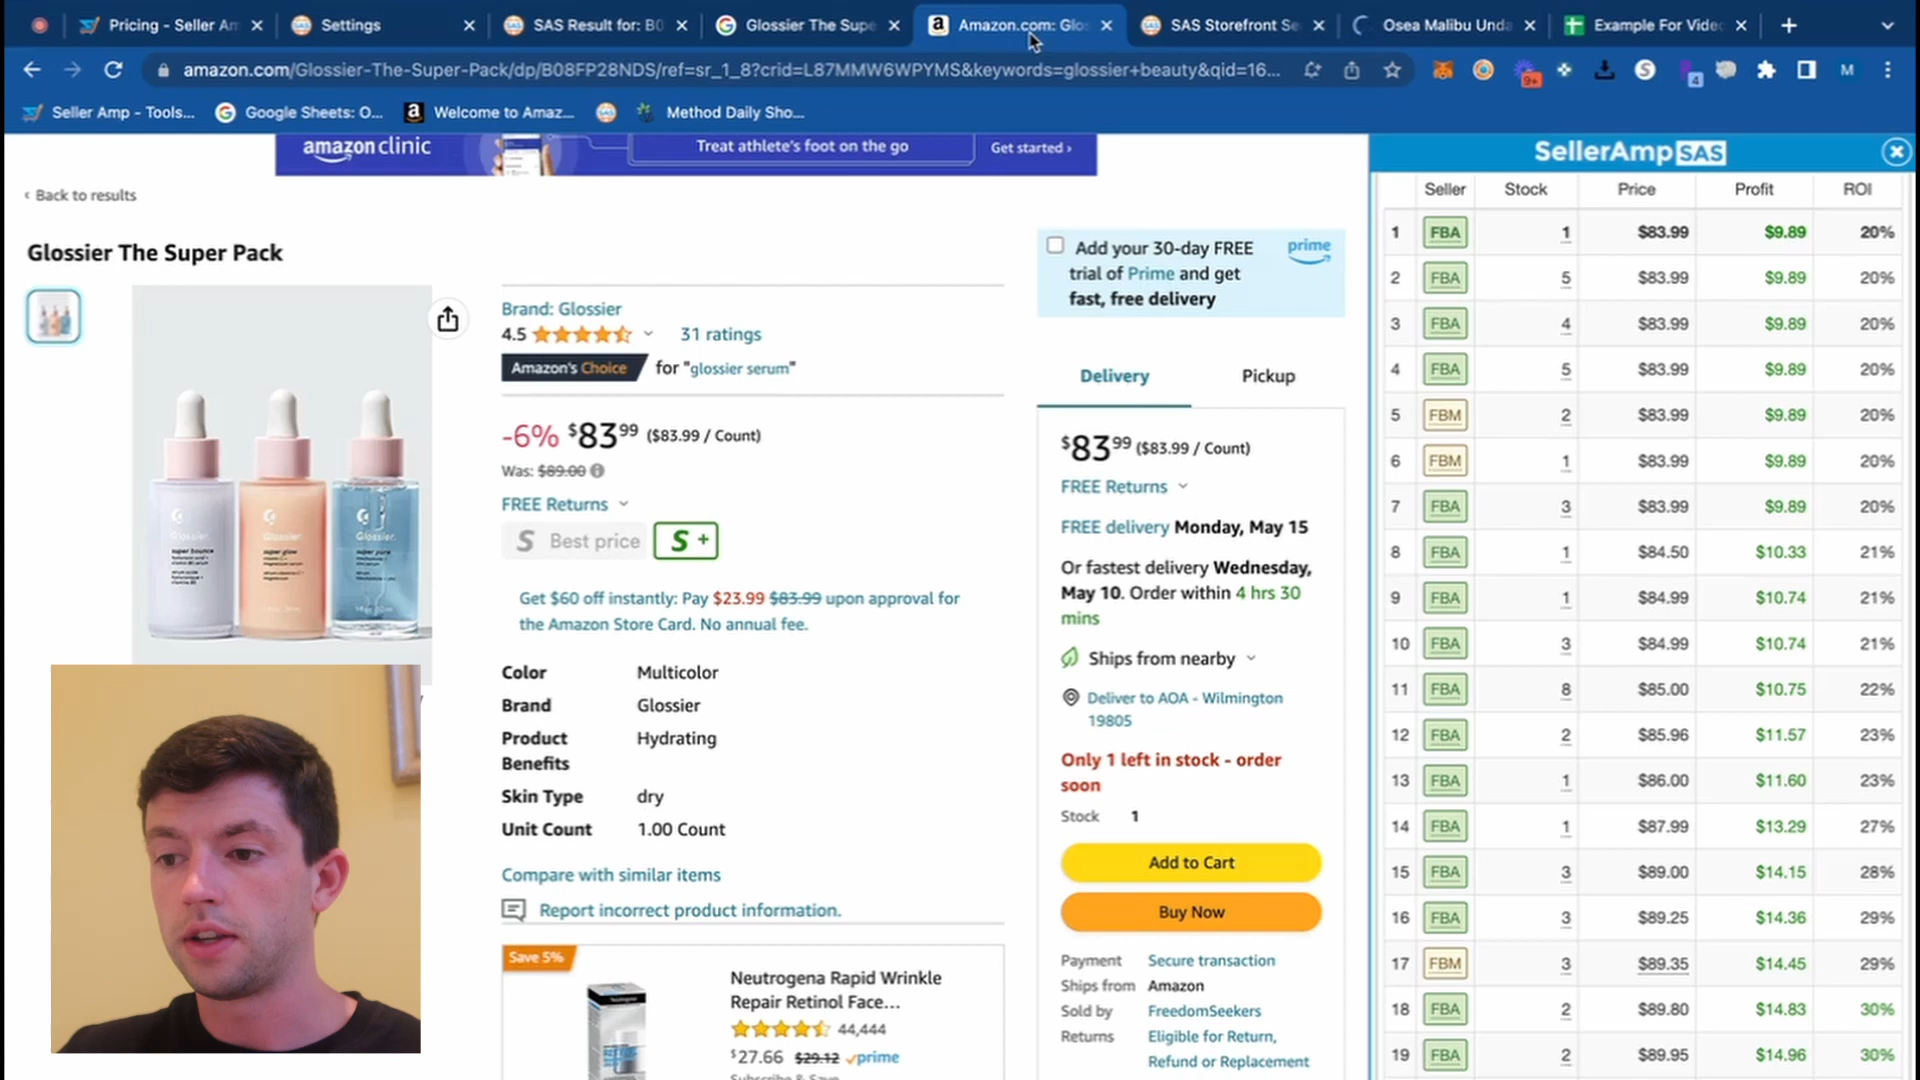 Pricing - Seller Am
Settings
SAS Result for: B0
Glossier The Supe
Amazon.com: Glos
SAS Storefront Se
Osea Malibu Unda
Example For Video
amazon.com/Glossier-The-Super-Pack/dp/B08FP28NDS/ref=sr_1_8?crid=L87MMW6WPYMS&keywords=glossier+beauty&qid=16...
9+
4
M
Seller Amp - Tools...
Google Sheets: O...
Welcome to Amaz...
Method Daily Sho...
amazon clinic
Treat athlete's foot on the go
Get started ›
‹ Back to results
Glossier The Super Pack
Brand: Glossier
4.5
31 ratings
Amazon's Choice for "glossier serum"
-6% $83.99 ($83.99 / Count)
Was: $89.00
FREE Returns
S Best price
S +
Get $60 off instantly: Pay $23.99 $83.99 upon approval for
the Amazon Store Card. No annual fee.
Color Multicolor
Brand Glossier
Product
Benefits Hydrating
Skin Type dry
Unit Count 1.00 Count
Compare with similar items
Report incorrect product information.
Save 5%
Neutrogena Rapid Wrinkle
Repair Retinol Face...
44,444
$27.66 $29.12 prime
Subscribe & Save
Glossier.
super bounce
Glossier.
super glow
Glossier.
super pure
Add your 30-day FREE
trial of Prime and get
fast, free delivery
prime
Delivery
Pickup
$83.99 ($83.99 / Count)
FREE Returns
FREE delivery Monday, May 15
Or fastest delivery Wednesday,
May 10. Order within 4 hrs 30
mins
Ships from nearby
Deliver to AOA - Wilmington
19805
Only 1 left in stock - order
soon
Stock 1
Add to Cart
Buy Now
Payment Secure transaction
Ships from Amazon
Sold by FreedomSeekers
Returns Eligible for Return,
Refund or Replacement
SellerAmp SAS
Seller Stock Price Profit ROI
1 FBA 1 $83.99 $9.89 20%
2 FBA 5 $83.99 $9.89 20%
3 FBA 4 $83.99 $9.89 20%
4 FBA 5 $83.99 $9.89 20%
5 FBM 2 $83.99 $9.89 20%
6 FBM 1 $83.99 $9.89 20%
7 FBA 3 $83.99 $9.89 20%
8 FBA 1 $84.50 $10.33 21%
9 FBA 1 $84.99 $10.74 21%
10 FBA 3 $84.99 $10.74 21%
11 FBA 8 $85.00 $10.75 22%
12 FBA 2 $85.96 $11.57 23%
13 FBA 1 $86.00 $11.60 23%
14 FBA 1 $87.99 $13.29 27%
15 FBA 3 $89.00 $14.15 28%
16 FBA 3 $89.25 $14.36 29%
17 FBM 3 $89.35 $14.45 29%
18 FBA 2 $89.80 $14.83 30%
19 FBA 2 $89.95 $14.96 30%